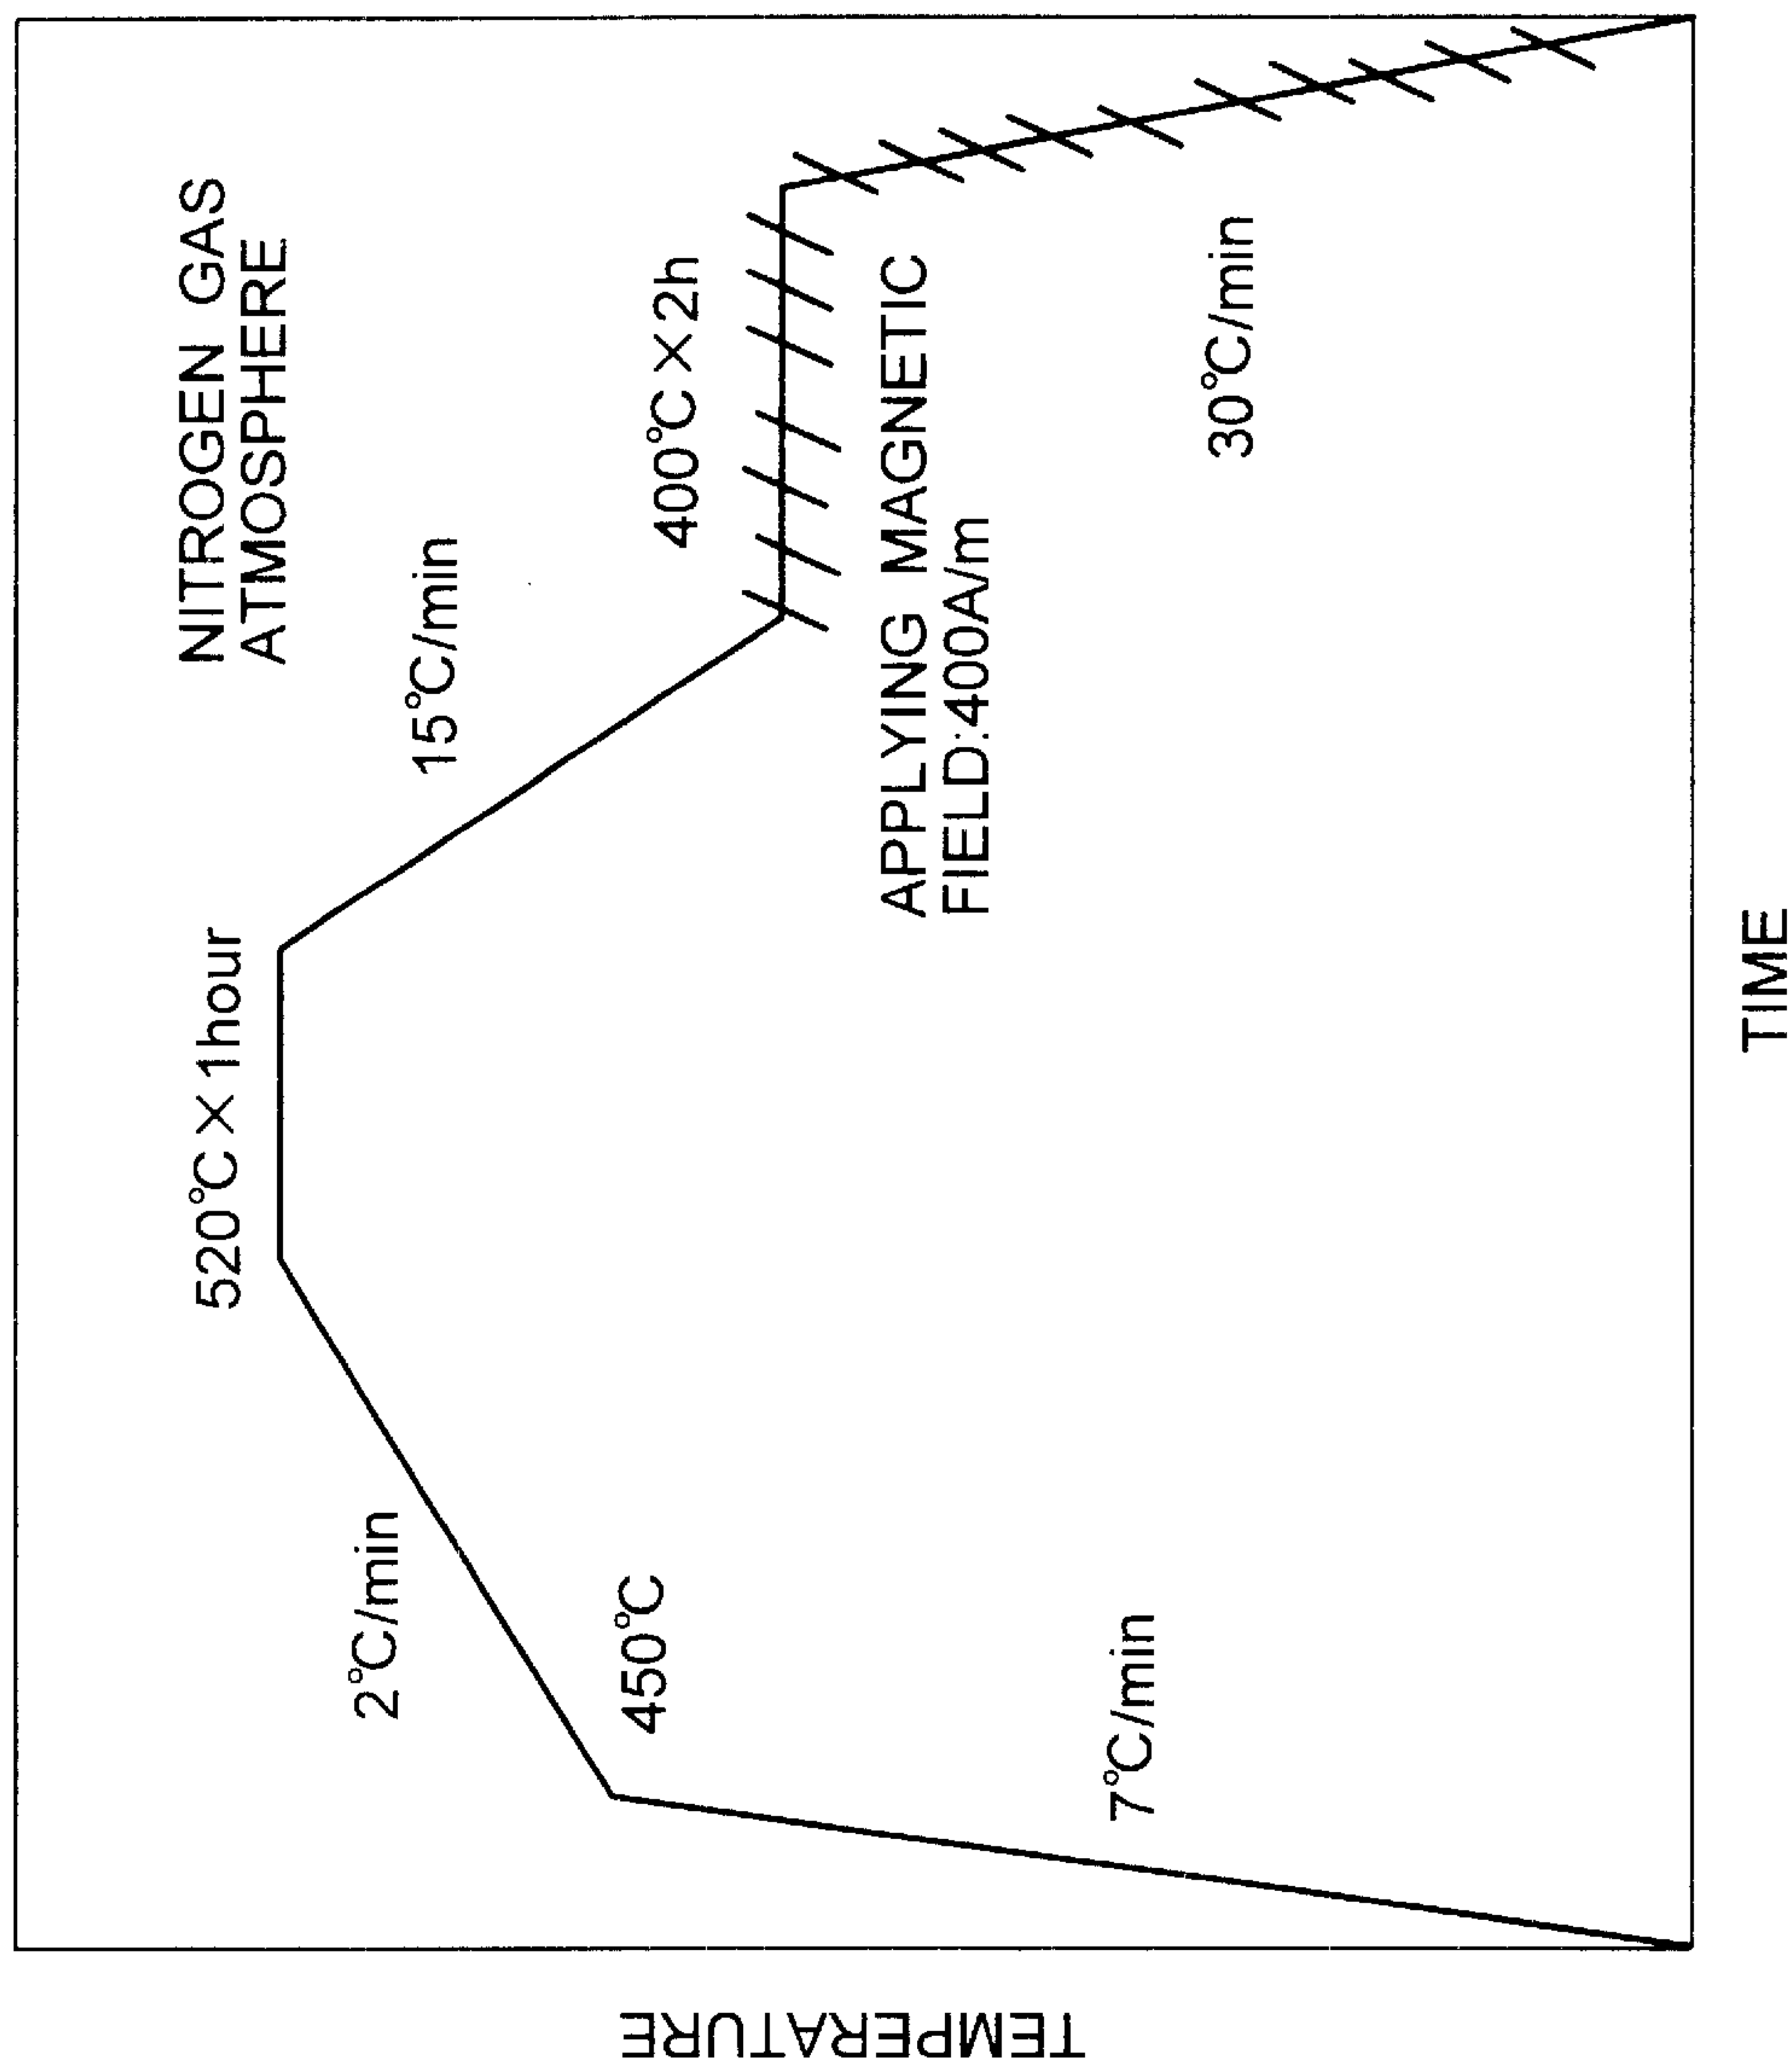 TEMPERATURE
7℃/min
450℃
2℃/min
520℃×1hour
15℃/min
NITROGEN GAS
ATMOSPHERE
400℃×2h
APPLYING MAGNETIC
FIELD:400A/m
30℃/min
TIME